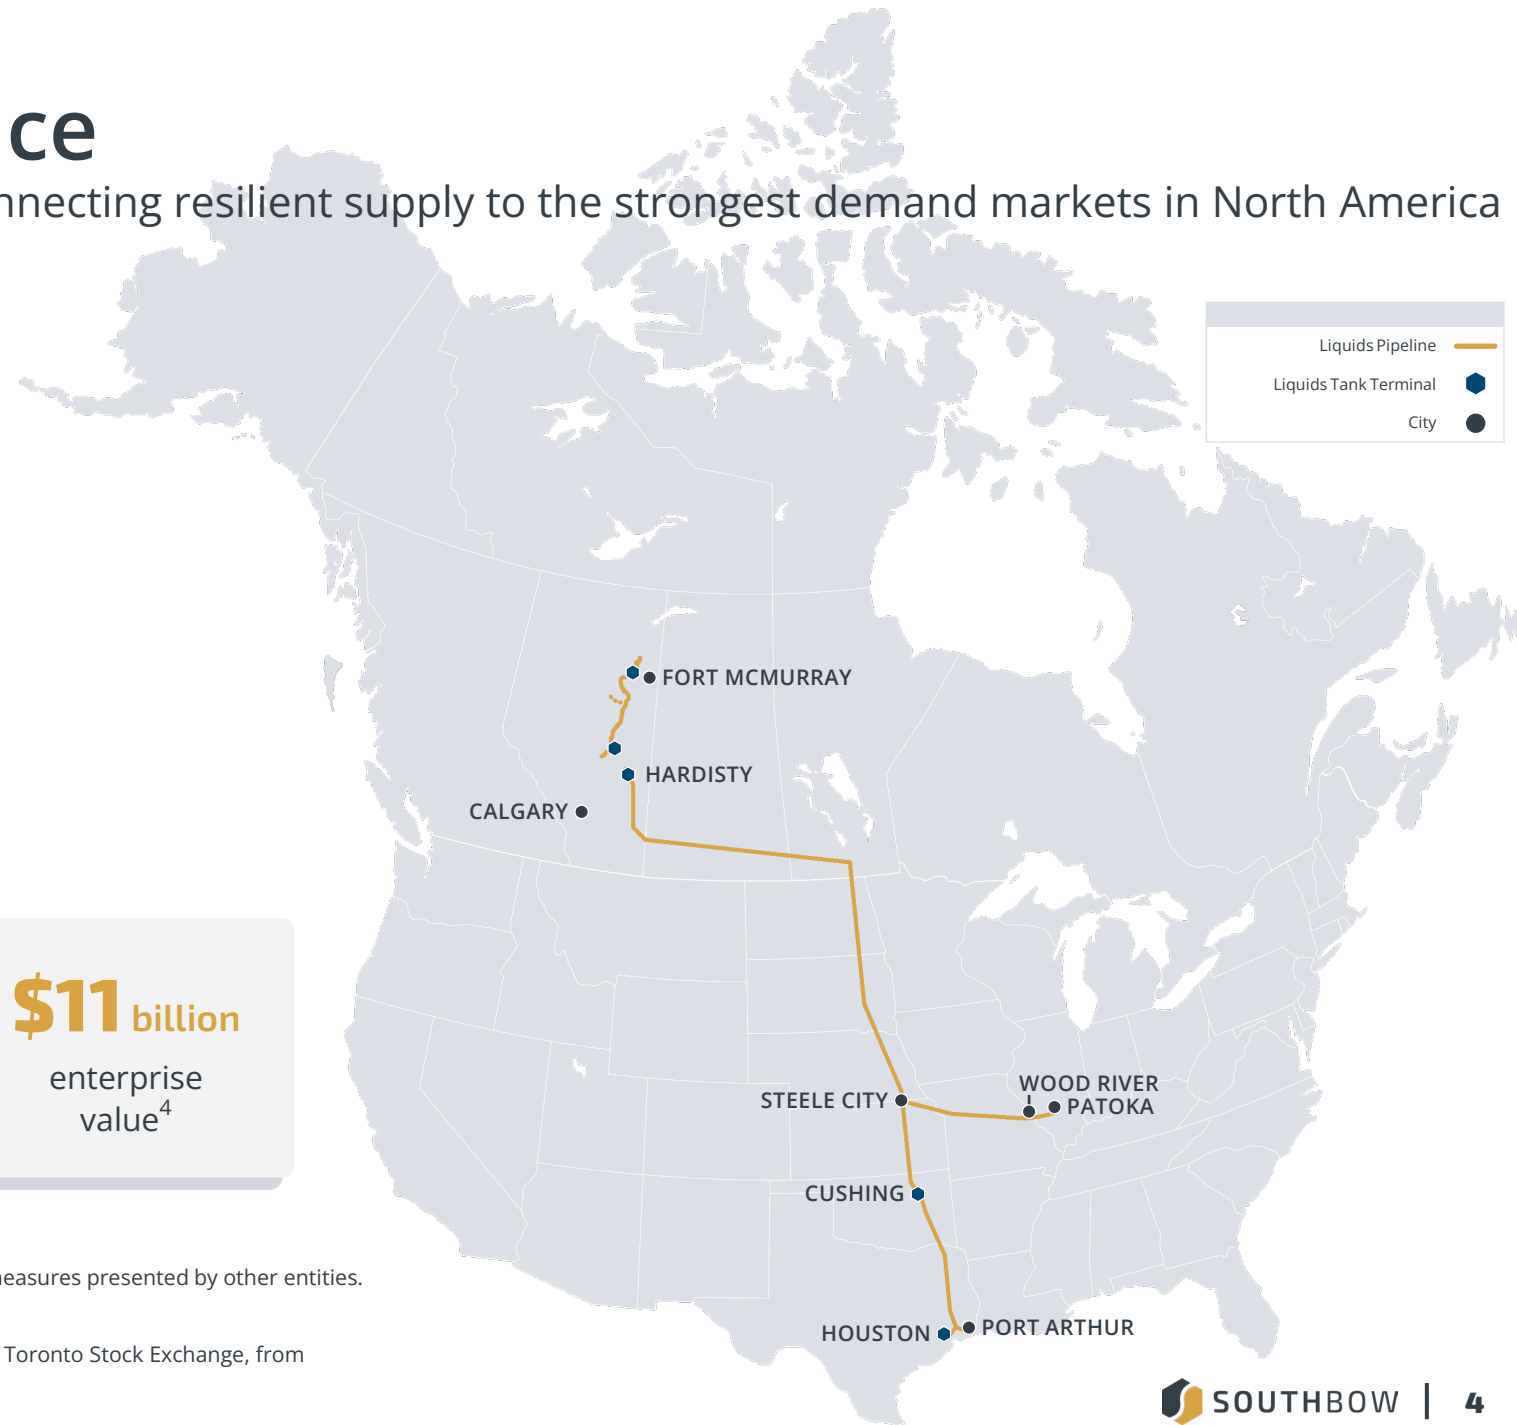 ce
nnecting resilient supply to the strongest demand markets in North America
Liquids Pipeline
Liquids Tank Terminal
City
FORT MCMURRAY
HARDISTY
CALGARY
WOOD RIVER
STEELE CITY
PATOKA
CUSHING
HOUSTON
PORT ARTHUR
$11 billion
enterprise
value4
neasures presented by other entities.
Toronto Stock Exchange, from
SOUTHBOW | 4